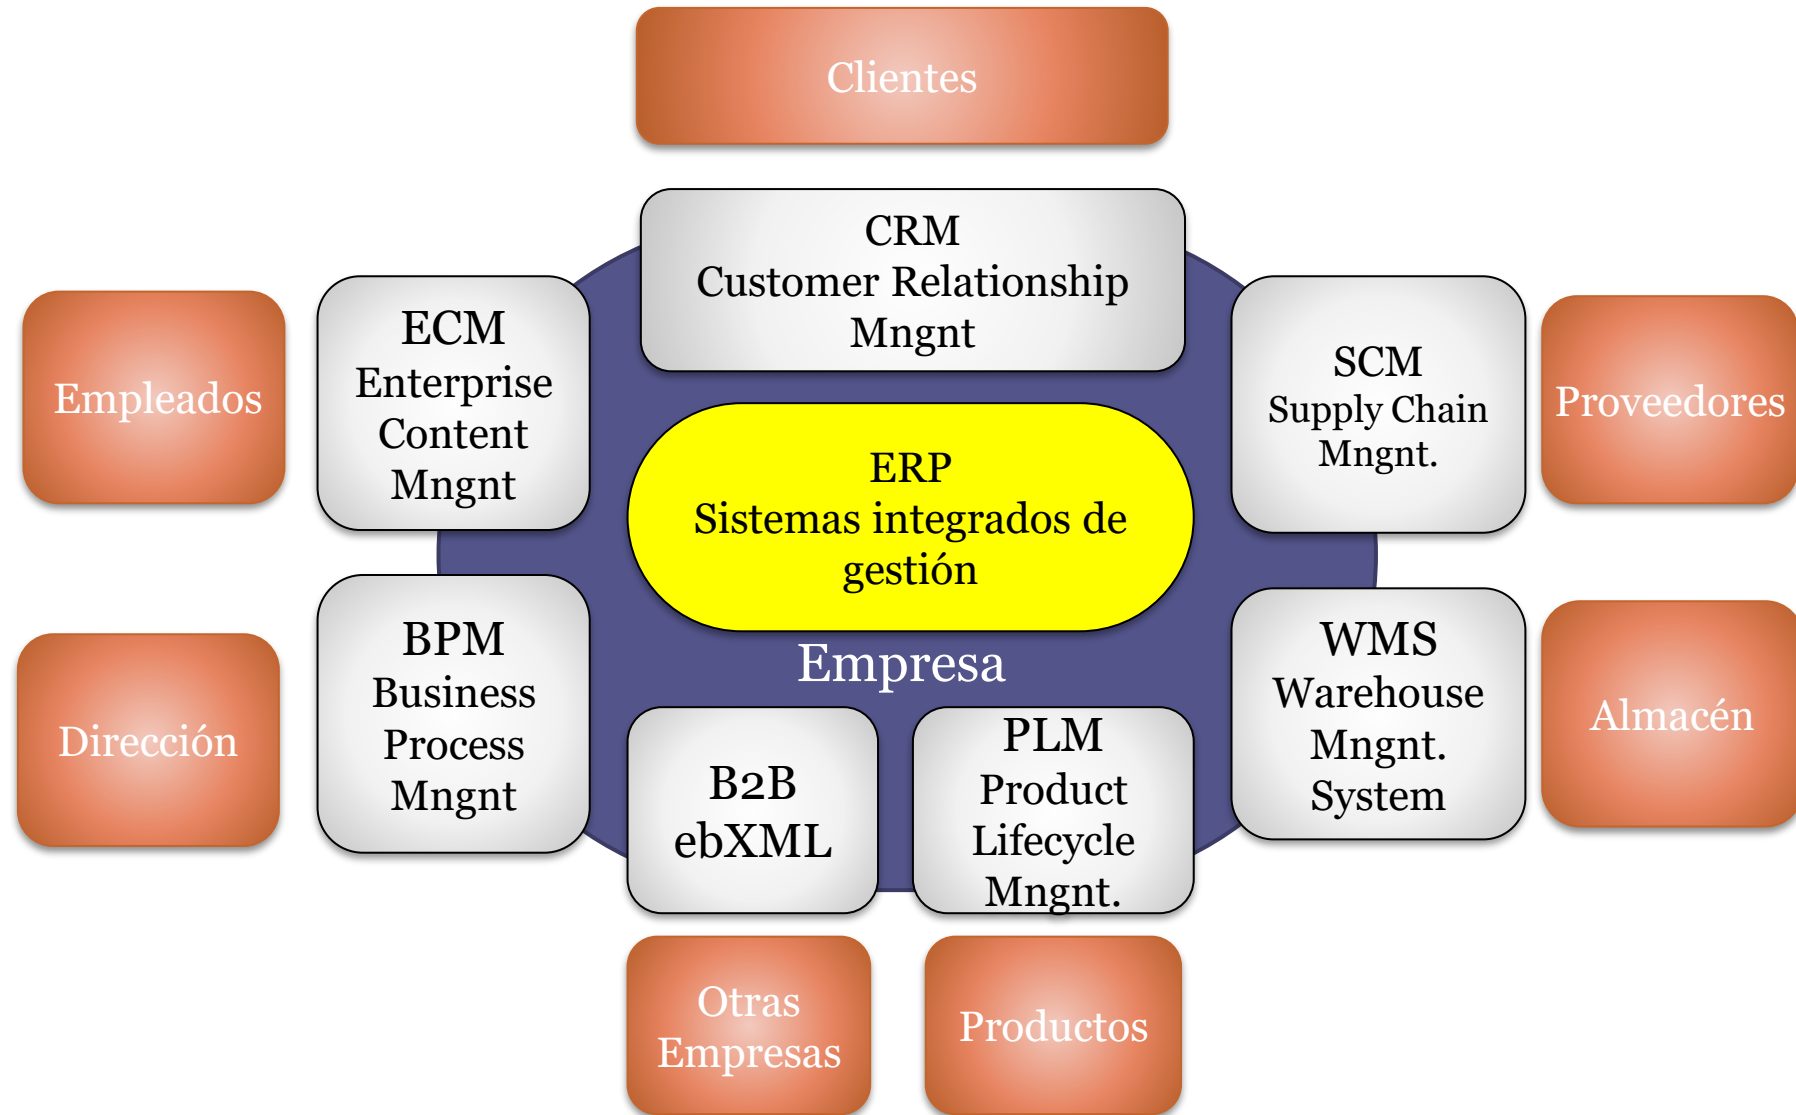 Clientes
CRM
Customer Relationship
Mngnt
Empleados
ECM
Enterprise
Content
Mngnt
SCM
Supply Chain
Mngnt.
Proveedores
ERP
Sistemas integrados de
gestión
Empresa
Dirección
BPM
Business
Process
Mngnt
B2B
ebXML
PLM
Product
Lifecycle
Mngnt.
WMS
Warehouse
Mngnt.
System
Almacén
Otras
Empresas
Productos